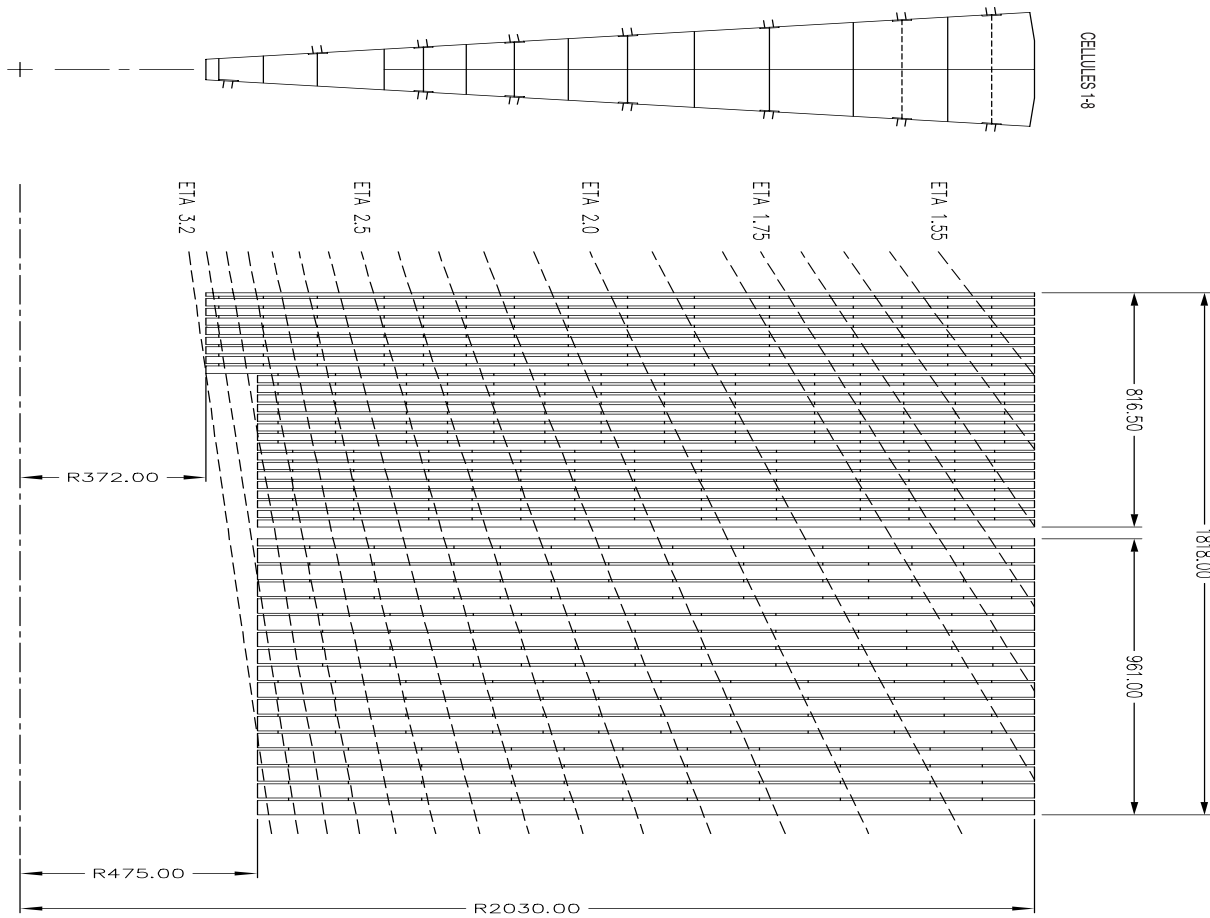 CELLULES 1-8
ETA 3.2
ETA 2.5
ETA 2.0
ETA 1.75
ETA 1.55
816.50
1818.00
961.00
R372.00
R475.00
R2030.00